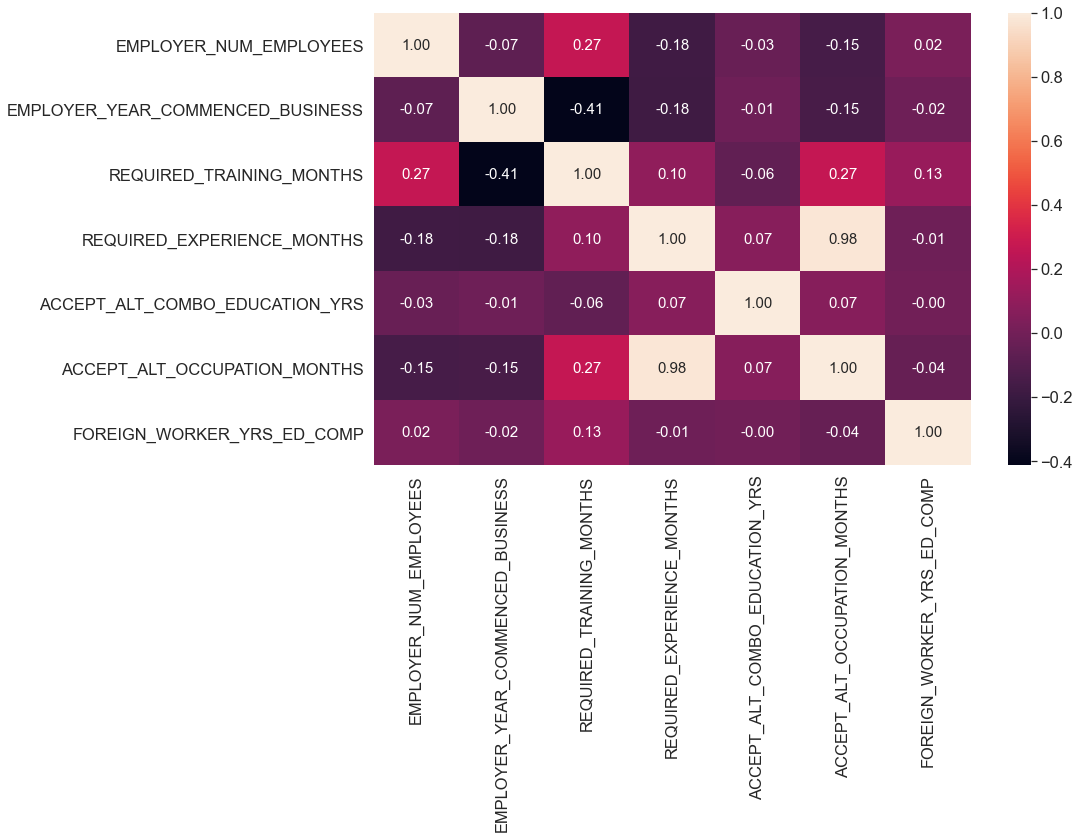 EMPLOYER_NUM_EMPLOYEES 1.00 -0.07 0.27 -0.18 -0.03 -0.15 0.02
EMPLOYER_YEAR_COMMENCED_BUSINESS -0.07 1.00 -0.41 -0.18 -0.01 -0.15 -0.02
REQUIRED_TRAINING_MONTHS 0.27 -0.41 1.00 0.10 -0.06 0.27 0.13
REQUIRED_EXPERIENCE_MONTHS -0.18 -0.18 0.10 1.00 0.07 0.98 -0.01
ACCEPT_ALT_COMBO_EDUCATION_YRS -0.03 -0.01 -0.06 0.07 1.00 0.07 -0.00
ACCEPT_ALT_OCCUPATION_MONTHS -0.15 -0.15 0.27 0.98 0.07 1.00 -0.04
FOREIGN_WORKER_YRS_ED_COMP 0.02 -0.02 0.13 -0.01 -0.00 -0.04 1.00
EMPLOYER_NUM_EMPLOYEES
EMPLOYER_YEAR_COMMENCED_BUSINESS
REQUIRED_TRAINING_MONTHS
REQUIRED_EXPERIENCE_MONTHS
ACCEPT_ALT_COMBO_EDUCATION_YRS
ACCEPT_ALT_OCCUPATION_MONTHS
FOREIGN_WORKER_YRS_ED_COMP
1.0
0.8
0.6
0.4
0.2
0.0
−0.2
−0.4